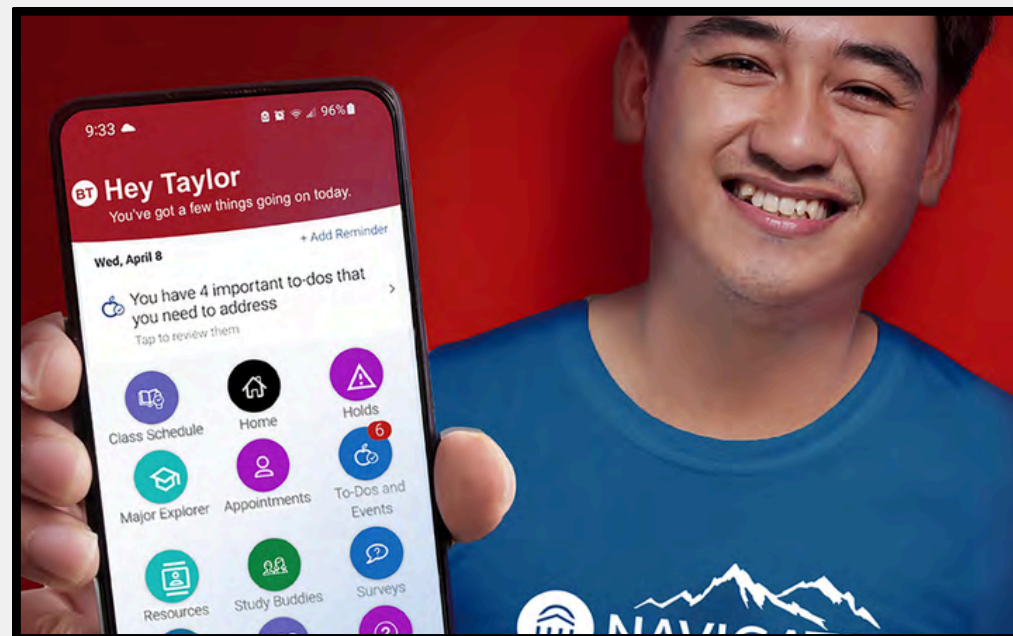 9:33
96%
BT
Hey Taylor
You've got a few things going on today.
Wed, April 8
+ Add Reminder
You have 4 important to-dos that
you need to address
Tap to review them
Class Schedule
Home
Holds
6
Major Explorer
Appointments
To-Dos and
Events
Resources
Study Buddies
Surveys